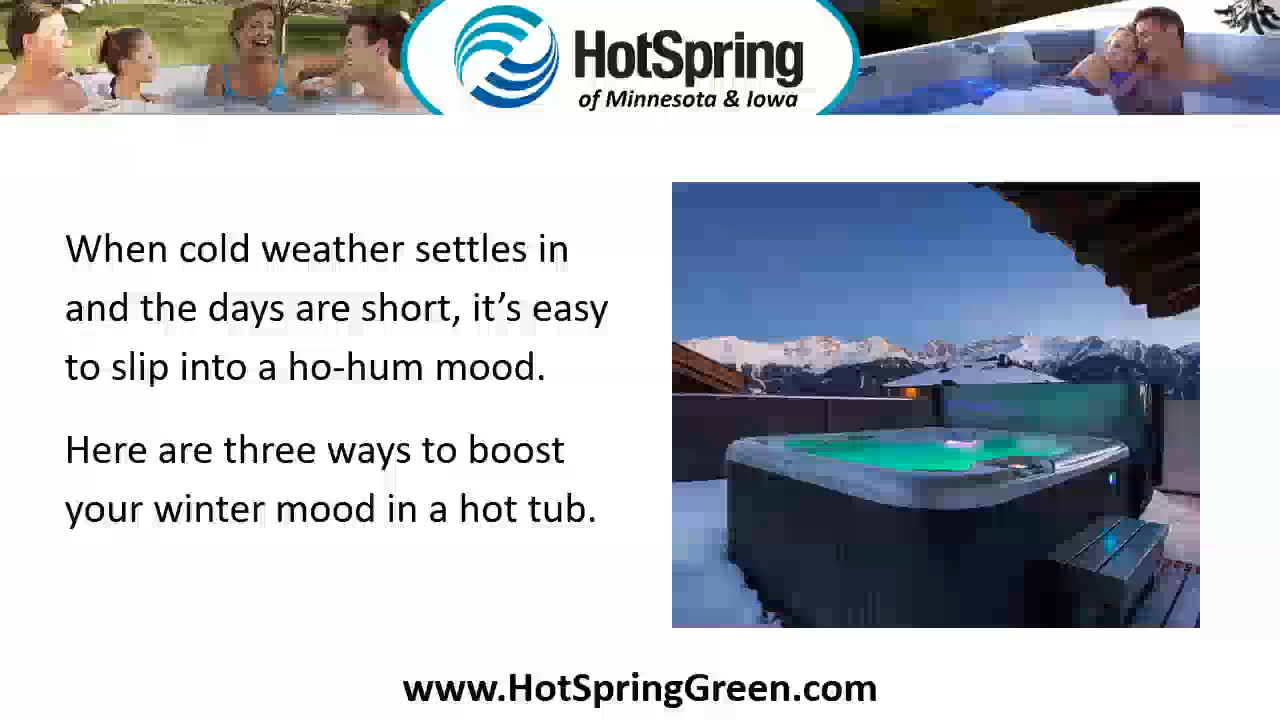 HotSpring
of Minnesota & Iowa
When cold weather settles in
and the days are short, it’s easy
to slip into a ho-hum mood.
Here are three ways to boost
your winter mood in a hot tub.
www.HotSpringGreen.com